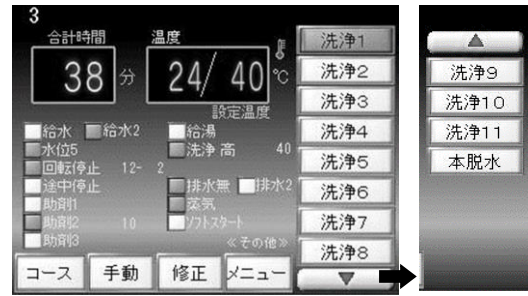 3
合計時間 温度
38分 24/ 40℃
設定温度
給水 給水2 給湯
水位5 洗浄 高 40
回転停止 12- 2
途中停止 排水無 排水2
助剤1 蒸気
助剤2 10 ソフトスタート
助剤3 ≪その他≫
コース 手動 修正 メニュー
洗浄1
洗浄2
洗浄3
洗浄4
洗浄5
洗浄6
洗浄7
洗浄8
▼
▲
洗浄9
洗浄10
洗浄11
本脱水